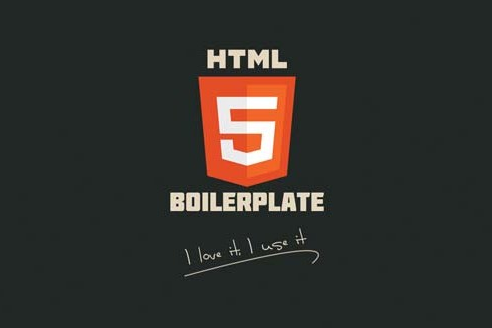 HTML
5
BOILERPLATE
I love it, I use it